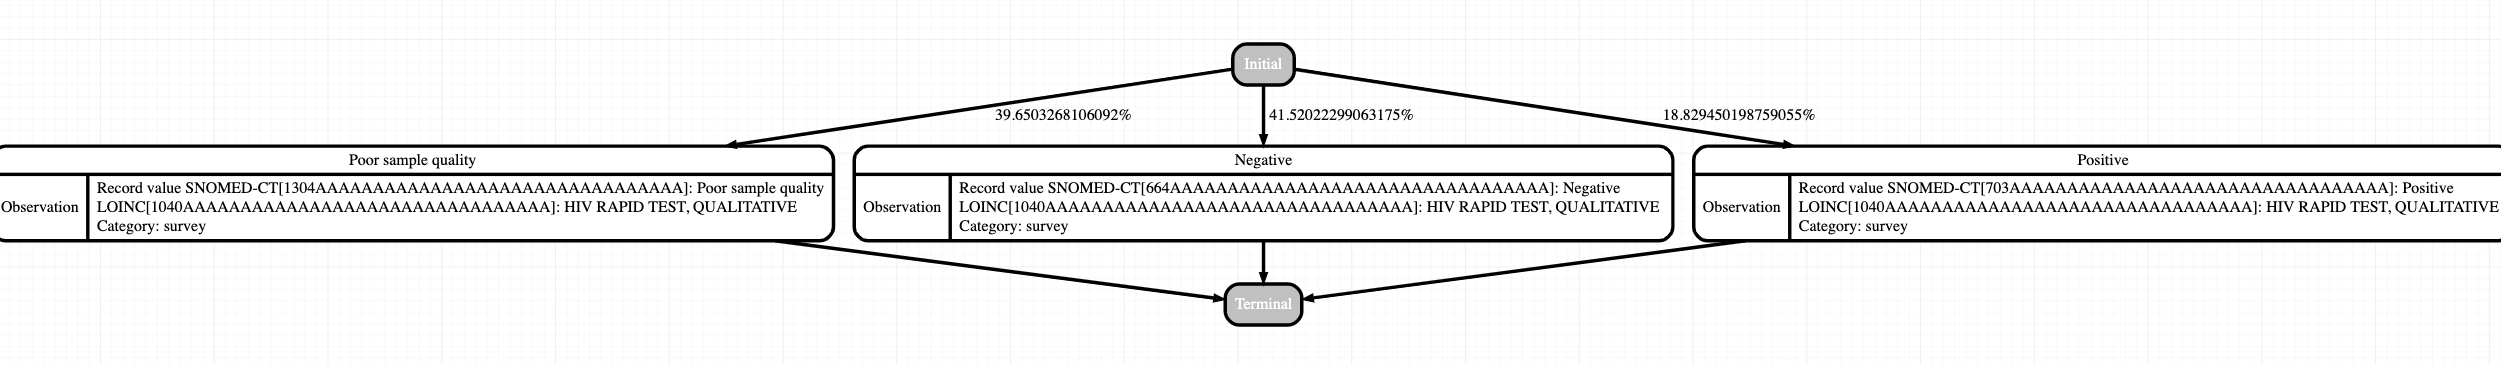 Initial
39.6503268106092%
41.52022299063175%
18.829450198759055%
Poor sample quality
Observation
Record value SNOMED-CT[1304AAAAAAAAAAAAAAAAAAAAAAAAAAAAAAAA]: Poor sample quality
LOINC[1040AAAAAAAAAAAAAAAAAAAAAAAAAAAAAAAA]: HIV RAPID TEST, QUALITATIVE
Category: survey
Negative
Observation
Record value SNOMED-CT[664AAAAAAAAAAAAAAAAAAAAAAAAAAAAAAAAA]: Negative
LOINC[1040AAAAAAAAAAAAAAAAAAAAAAAAAAAAAAAA]: HIV RAPID TEST, QUALITATIVE
Category: survey
Positive
Observation
Record value SNOMED-CT[703AAAAAAAAAAAAAAAAAAAAAAAAAAAAAAAAA]: Positive
LOINC[1040AAAAAAAAAAAAAAAAAAAAAAAAAAAAAAAA]: HIV RAPID TEST, QUALITATIVE
Category: survey
Terminal